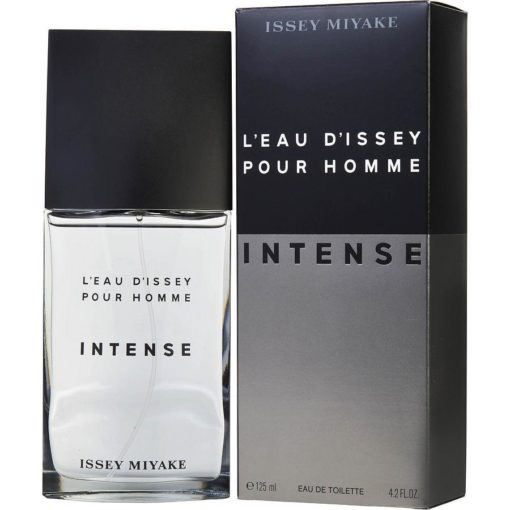 L'EAU D'ISSEY
POUR HOMME
INTENSE
ISSEY MIYAKE
ISSEY MIYAKE
L'EAU D'ISSEY
POUR HOMME
INTENSE
℮ 125 ml EAU DE TOILETTE 4.2 FL.OZ.